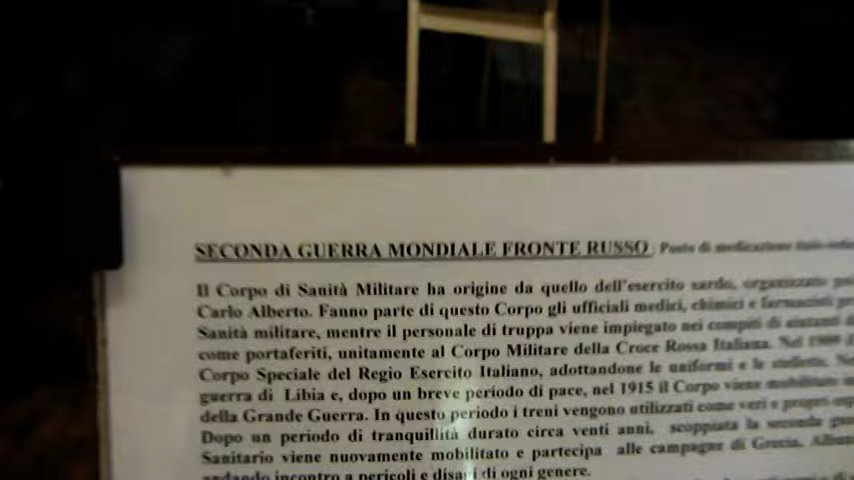 SECONDA GUERRA MONDIALE FRONTE RUSSO: Posto di medicazione
Il Corpo di Sanità Militare ha origine da quello dell'esercito sardo, organizzato
Carlo Alberto. Fanno parte di questo Corpo gli ufficiali medici, chimici e farmacisti
Sanità militare, mentre il personale di truppa viene impiegato nei compiti di aiutanti
come portaferiti, unitamente al Corpo Militare della Croce Rossa Italiana. Nel
Corpo Speciale del Regio Esercito Italiano, adottandone le uniformi e le stellette.
guerra di Libia e, dopo un breve periodo di pace, nel 1915 il Corpo viene mobilitato
della Grande Guerra. In questo periodo i treni vengono utilizzati come veri e propri
Dopo un periodo di tranquillità durato circa venti anni, scoppiata la seconda
Sanitario viene nuovamente mobilitato e partecipa alle campagne di Grecia,
andando incontro a pericoli e disagi di ogni genere.